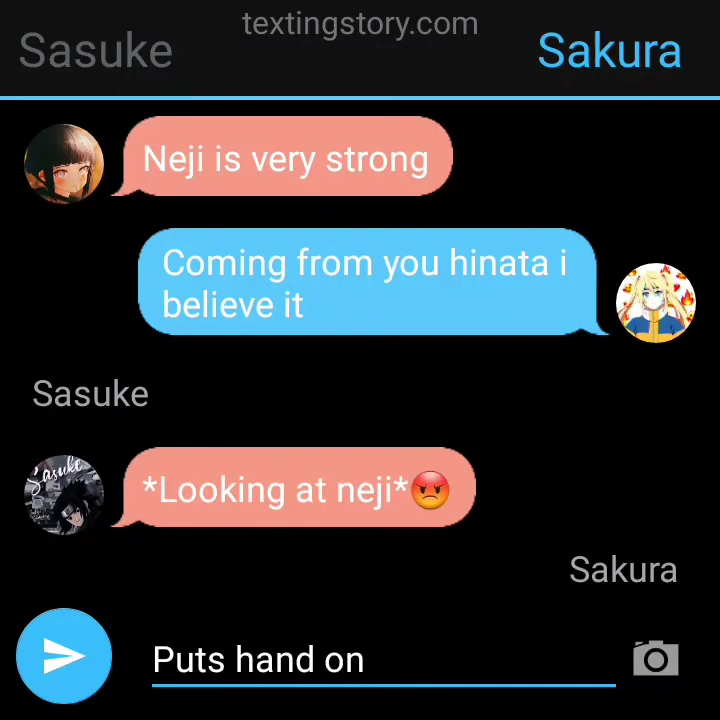 textingstory.com
Sasuke
Sakura
Neji is very strong
Coming from you hinata i
believe it
Sasuke
Sasuke
*Looking at neji*😡
Sakura
Puts hand on